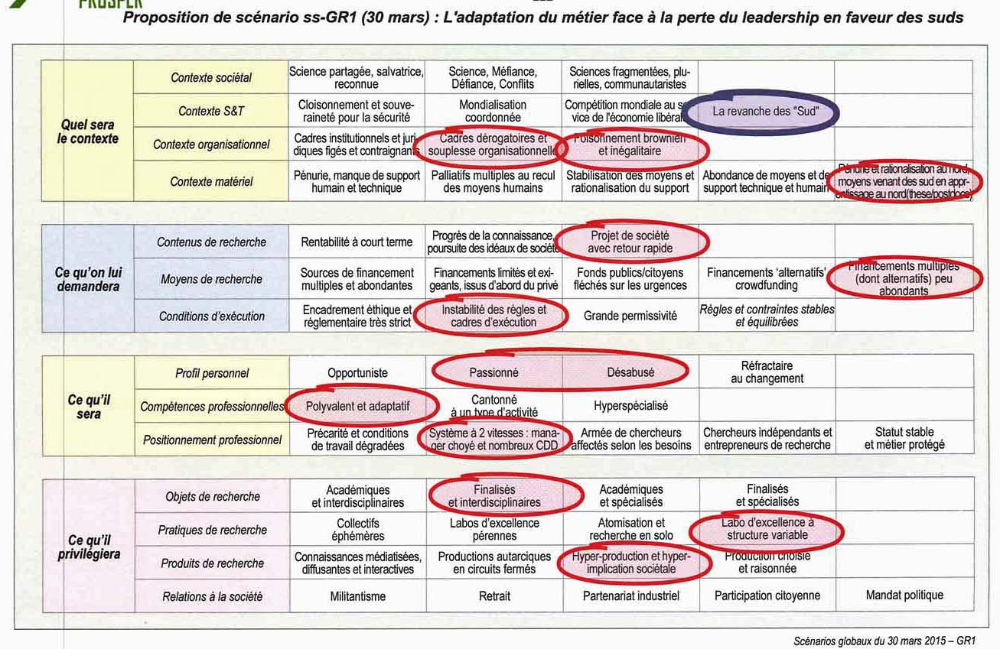 PROSPER
Proposition de scénario ss-GR1 (30 mars) : L'adaptation du métier face à la perte du leadership en faveur des suds
Quel sera
le contexte
Contexte sociétal
Science partagée, salvatrice,
reconnue
Science, Méfiance,
Défiance, Conflits
Sciences fragmentées, plu-
rielles, communautaristes
Contexte S&T
Cloisonnement et souve-
raineté pour la sécurité
Mondialisation
coordonnée
Compétition mondiale au
vice de l'économie libéral
La revanche des "Sud"
Contexte organisationnel
Cadres institutionnels et juri
diques figés et contraignants
Cadres dérogatoires et
souplesse organisationnelle
Foisonnement brownien
et inégalitaire
Contexte matériel
Pénurie, manque de support
humain et technique
Palliatifs multiples au recul
des moyens humains
Stabilisation des moyens et
rationalisation du support
Abondance de moyens et de
support technique et humain
Pénurie et rationalisation au nord,
moyens venant des sud en appr-
entissage au nord(these/postdocs)
Ce qu'on lui
demandera
Contenus de recherche
Rentabilité à court terme
Progrès de la connaissance,
poursuite des idéaux de société
Projet de société
avec retour rapide
Moyens de recherche
Sources de financement
multiples et abondantes
Financements limités et exi-
geants, issus d'abord du privé
Fonds publics/citoyens
fléchés sur les urgences
Financements 'alternatifs'
crowdfunding
Financements multiples
(dont alternatifs) peu
abondants
Conditions d'exécution
Encadrement éthique et
réglementaire très strict
Instabilité des règles et
cadres d'exécution
Grande permissivité
Règles et contraintes stables
et équilibrées
Ce qu'il
sera
Profil personnel
Opportuniste
Passionné
Désabusé
Réfractaire
au changement
Compétences professionnelles
Polyvalent et adaptatif
Cantonné
à un type d'activité
Hyperspécialisé
Positionnement professionnel
Précarité et conditions
de travail dégradées
Système à 2 vitesses : mana-
ger choyé et nombreux CDD
Armée de chercheurs
affectés selon les besoins
Chercheurs indépendants et
entrepreneurs de recherche
Statut stable
et métier protégé
Ce qu'il
privilégiera
Objets de recherche
Académiques
et interdisciplinaires
Finalisés
et interdisciplinaires
Académiques
et spécialisés
Finalisés
et spécialisés
Pratiques de recherche
Collectifs
éphémères
Labos d'excellence
pérennes
Atomisation et
recherche en solo
Labo d'excellence à
structure variable
Produits de recherche
Connaissances médiatisées,
diffusantes et interactives
Productions autarciques
en circuits fermés
Hyper-production et hyper-
implication sociétale
Production choisie
et raisonnée
Relations à la société
Militantisme
Retrait
Partenariat industriel
Participation citoyenne
Mandat politique
Scénarios globaux du 30 mars 2015 – GR1